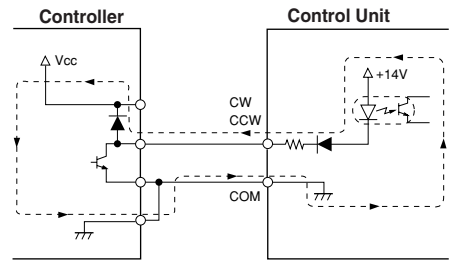 Controller
Control Unit
Vcc
+14V
CW
CCW
COM